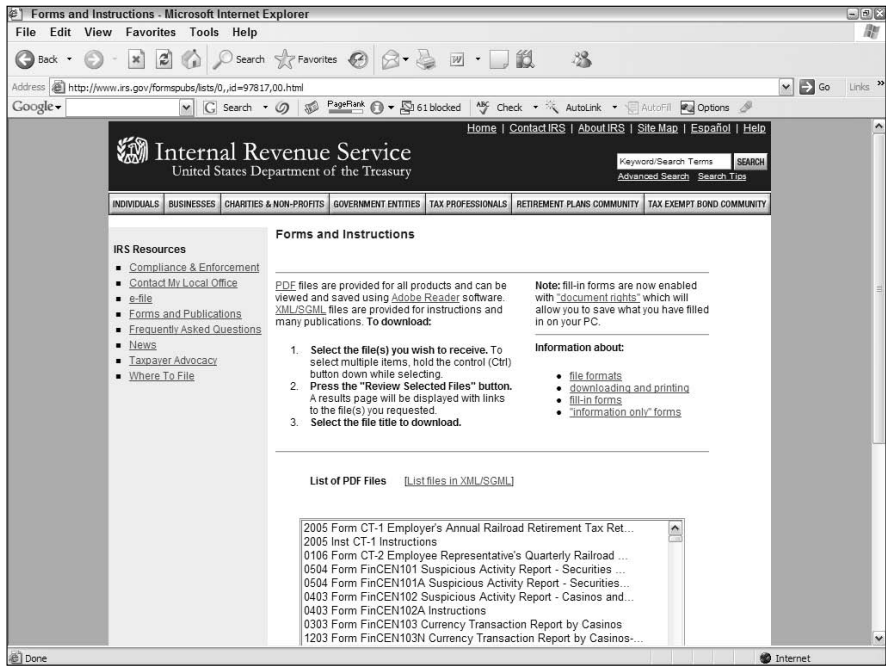 Forms and Instructions - Microsoft Internet Explorer
File Edit View Favorites Tools Help
Back Search Favorites
Address http://www.irs.gov/formspubs/lists/0,,id=97817,00.html Go Links »
Google Search PageRank 61 blocked ABC Check AutoLink AutoFill Options
Home | Contact IRS | About IRS | Site Map | Español | Help
Internal Revenue Service
United States Department of the Treasury
Keyword/Search Terms SEARCH
Advanced Search Search Tips
INDIVIDUALS BUSINESSES CHARITIES & NON-PROFITS GOVERNMENT ENTITIES TAX PROFESSIONALS RETIREMENT PLANS COMMUNITY TAX EXEMPT BOND COMMUNITY
IRS Resources
Compliance & Enforcement
Contact My Local Office
e-file
Forms and Publications
Frequently Asked Questions
News
Taxpayer Advocacy
Where To File
Forms and Instructions
PDF files are provided for all products and can be
viewed and saved using Adobe Reader software.
XML/SGML files are provided for instructions and
many publications. To download:
1. Select the file(s) you wish to receive. To
select multiple items, hold the control (Ctrl)
button down while selecting.
2. Press the "Review Selected Files" button.
A results page will be displayed with links
to the file(s) you requested.
3. Select the file title to download.
Note: fill-in forms are now enabled
with "document rights" which will
allow you to save what you have filled
in on your PC.
Information about:
file formats
downloading and printing
fill-in forms
"information only" forms
List of PDF Files [List files in XML/SGML]
2005 Form CT-1 Employer's Annual Railroad Retirement Tax Ret...
2005 Inst CT-1 Instructions
0106 Form CT-2 Employee Representative's Quarterly Railroad ...
0504 Form FinCEN101 Suspicious Activity Report - Securities ...
0504 Form FinCEN101A Suspicious Activity Report - Securities...
0403 Form FinCEN102 Suspicious Activity Report - Casinos and...
0403 Form FinCEN102A Instructions
0303 Form FinCEN103 Currency Transaction Report by Casinos
1203 Form FinCEN103N Currency Transaction Report by Casinos-...
Done Internet